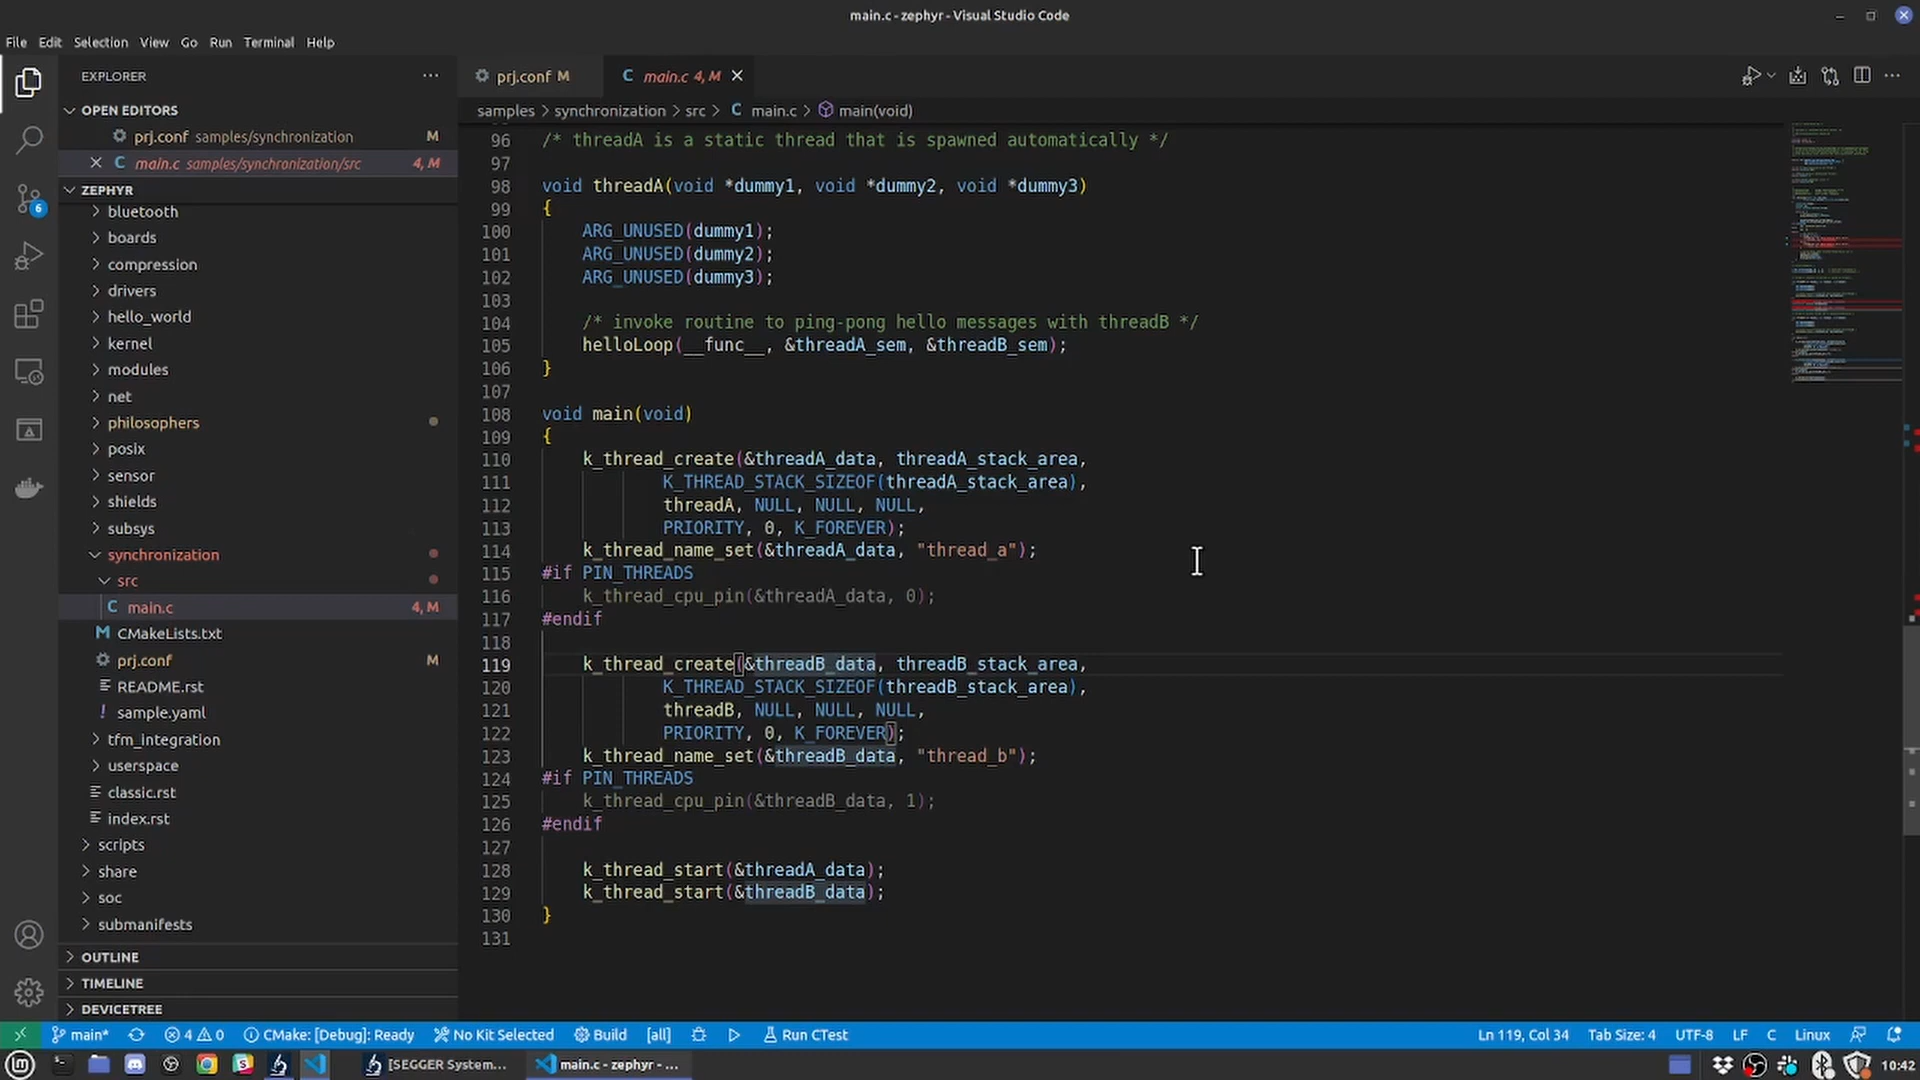 main.c - zephyr - Visual Studio Code
File Edit Selection View Go Run Terminal Help
EXPLORER
OPEN EDITORS
prj.conf samples/synchronization M
main.c samples/synchronization/src 4, M
ZEPHYR
bluetooth
boards
compression
drivers
hello_world
kernel
modules
net
philosophers
posix
sensor
shields
subsys
synchronization
src
main.c 4, M
CMakeLists.txt
prj.conf M
README.rst
sample.yaml
tfm_integration
userspace
classic.rst
index.rst
scripts
share
soc
submanifests
OUTLINE
TIMELINE
DEVICETREE
6
prj.conf M
main.c 4, M
samples > synchronization > src > C main.c > main(void)
96 /* threadA is a static thread that is spawned automatically */
97
98 void threadA(void *dummy1, void *dummy2, void *dummy3)
99 {
100 ARG_UNUSED(dummy1);
101 ARG_UNUSED(dummy2);
102 ARG_UNUSED(dummy3);
103
104 /* invoke routine to ping-pong hello messages with threadB */
105 helloLoop(__func__, &threadA_sem, &threadB_sem);
106 }
107
108 void main(void)
109 {
110 k_thread_create(&threadA_data, threadA_stack_area,
111 K_THREAD_STACK_SIZEOF(threadA_stack_area),
112 threadA, NULL, NULL, NULL,
113 PRIORITY, 0, K_FOREVER);
114 k_thread_name_set(&threadA_data, "thread_a");
115 #if PIN_THREADS
116 k_thread_cpu_pin(&threadA_data, 0);
117 #endif
118
119 k_thread_create(&threadB_data, threadB_stack_area,
120 K_THREAD_STACK_SIZEOF(threadB_stack_area),
121 threadB, NULL, NULL, NULL,
122 PRIORITY, 0, K_FOREVER);
123 k_thread_name_set(&threadB_data, "thread_b");
124 #if PIN_THREADS
125 k_thread_cpu_pin(&threadB_data, 1);
126 #endif
127
128 k_thread_start(&threadA_data);
129 k_thread_start(&threadB_data);
130 }
131
main* 4 0 CMake: [Debug]: Ready No Kit Selected Build [all] Run CTest Ln 119, Col 34 Tab Size: 4 UTF-8 LF C Linux
[SEGGER System... main.c - zephyr - ... 10:42